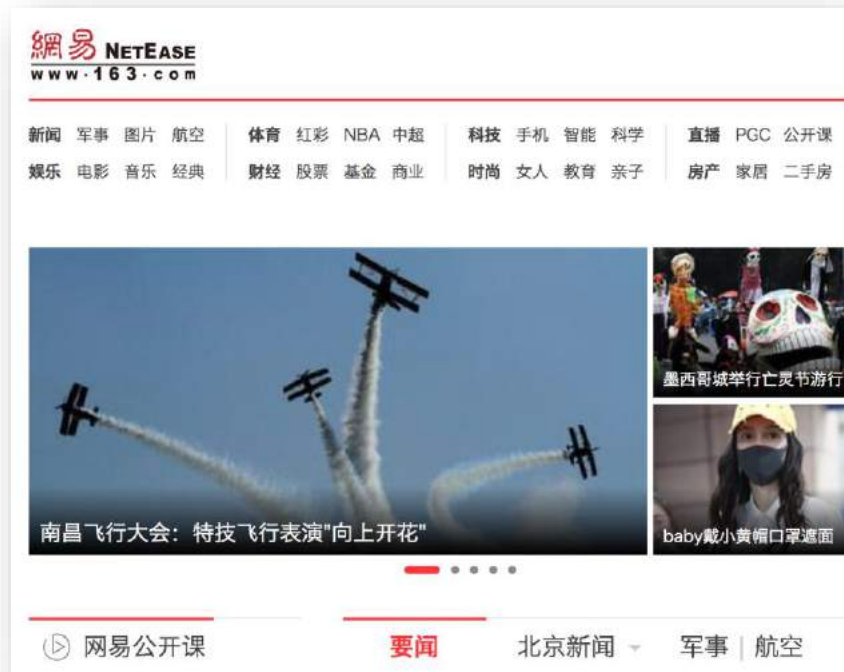 網易 NETEASE
www.163.com
新闻 军事 图片 航空 体育 红彩 NBA 中超 科技 手机 智能 科学 直播 PGC 公开课
娱乐 电影 音乐 经典 财经 股票 基金 商业 时尚 女人 教育 亲子 房产 家居 二手房
墨西哥城举行亡灵节游行
南昌飞行大会：特技飞行表演"向上开花"
baby戴小黄帽口罩遮面
网易公开课 要闻 北京新闻 军事 | 航空